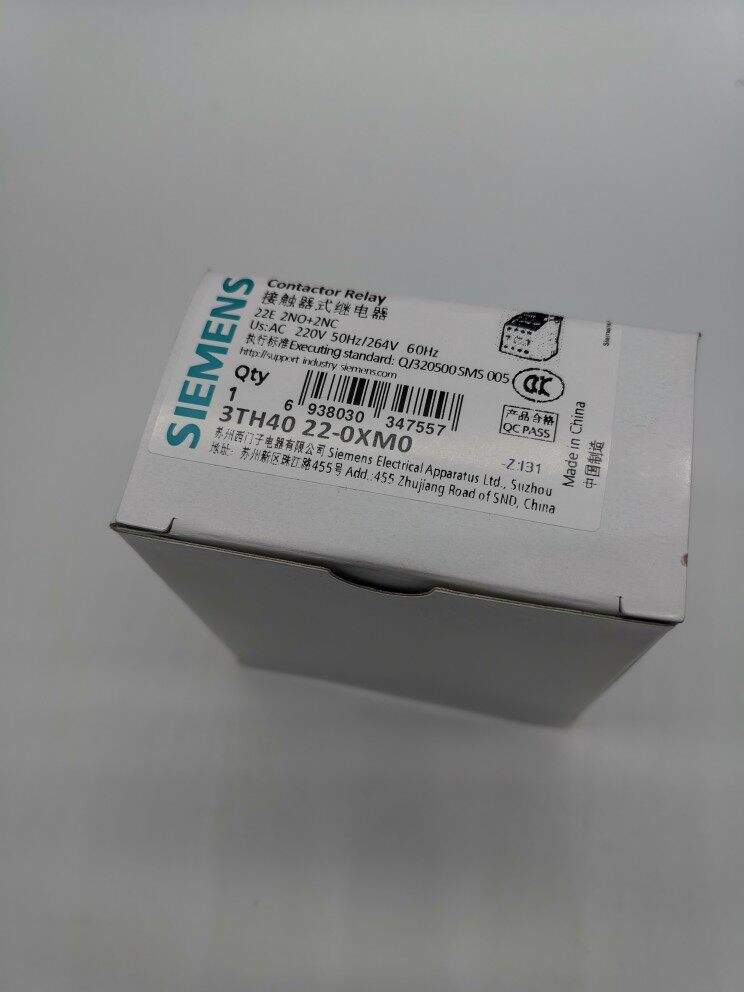 SIEMENS
Contactor Relay
接触器式继电器
22E 2NO+2NC
Us:AC 220V 50Hz/264V 60Hz
执行标准Executing standard: Q/320500 SMS 005
http://support industry siemens.com
Qty
1
6 938030 347557
3TH40 22-0XM0
苏州西门子电器有限公司 Siemens Electrical Apparatus Ltd., Suzhou
地址: 苏州新区珠江路455号 Add.:455 Zhujiang Road of SND, China
产品合格
QC PASS
-Z131
Made in China
中国制造
Siemens